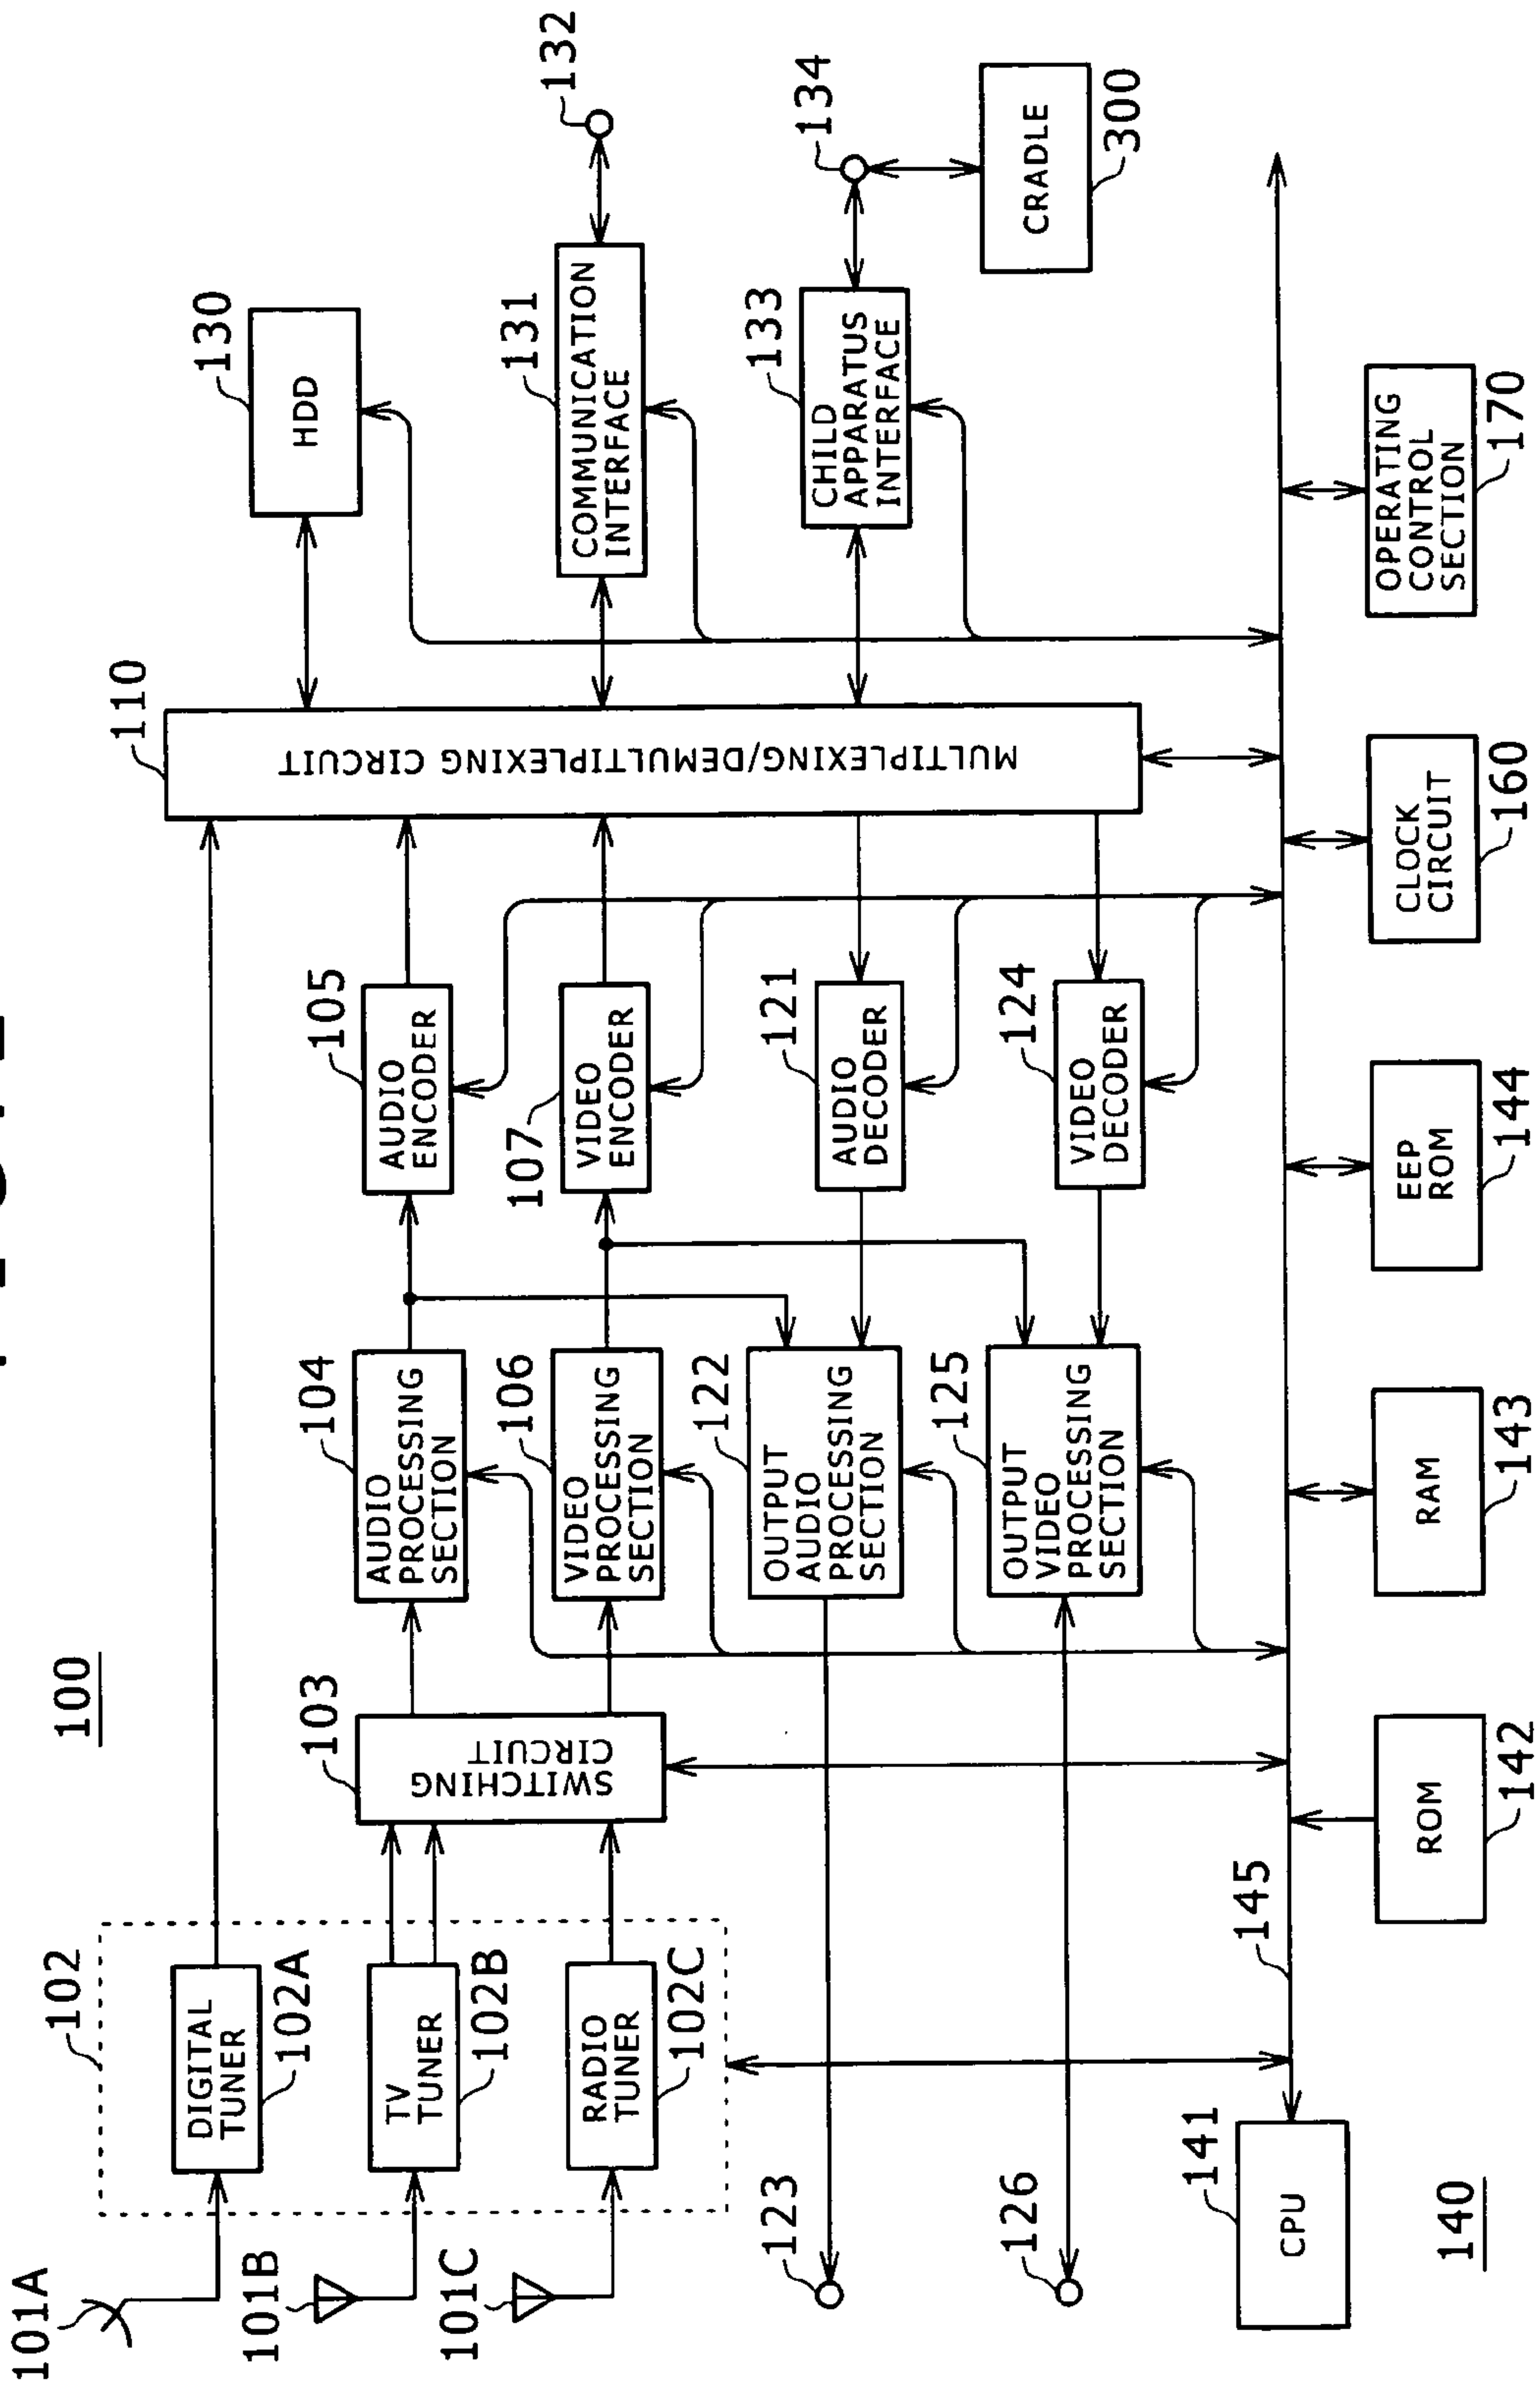 100
101A
102
DIGITAL
TUNER
102A
101B
TV
TUNER
102B
101C
RADIO
TUNER
102C
103
SWITCHING
CIRCUIT
104
AUDIO
PROCESSING
SECTION
105
AUDIO
ENCODER
106
VIDEO
PROCESSING
SECTION
107
VIDEO
ENCODER
110
MULTIPLEXING/DEMULTIPLEXING CIRCUIT
130
HDD
131
COMMUNICATION
INTERFACE
132
133
CHILD
APPARATUS
INTERFACE
134
CRADLE
300
122
OUTPUT
AUDIO
PROCESSING
SECTION
121
AUDIO
DECODER
123
125
OUTPUT
VIDEO
PROCESSING
SECTION
124
VIDEO
DECODER
126
141
CPU
140
145
ROM
142
RAM
143
EEP
ROM
144
CLOCK
CIRCUIT
160
OPERATING
CONTROL
SECTION
170